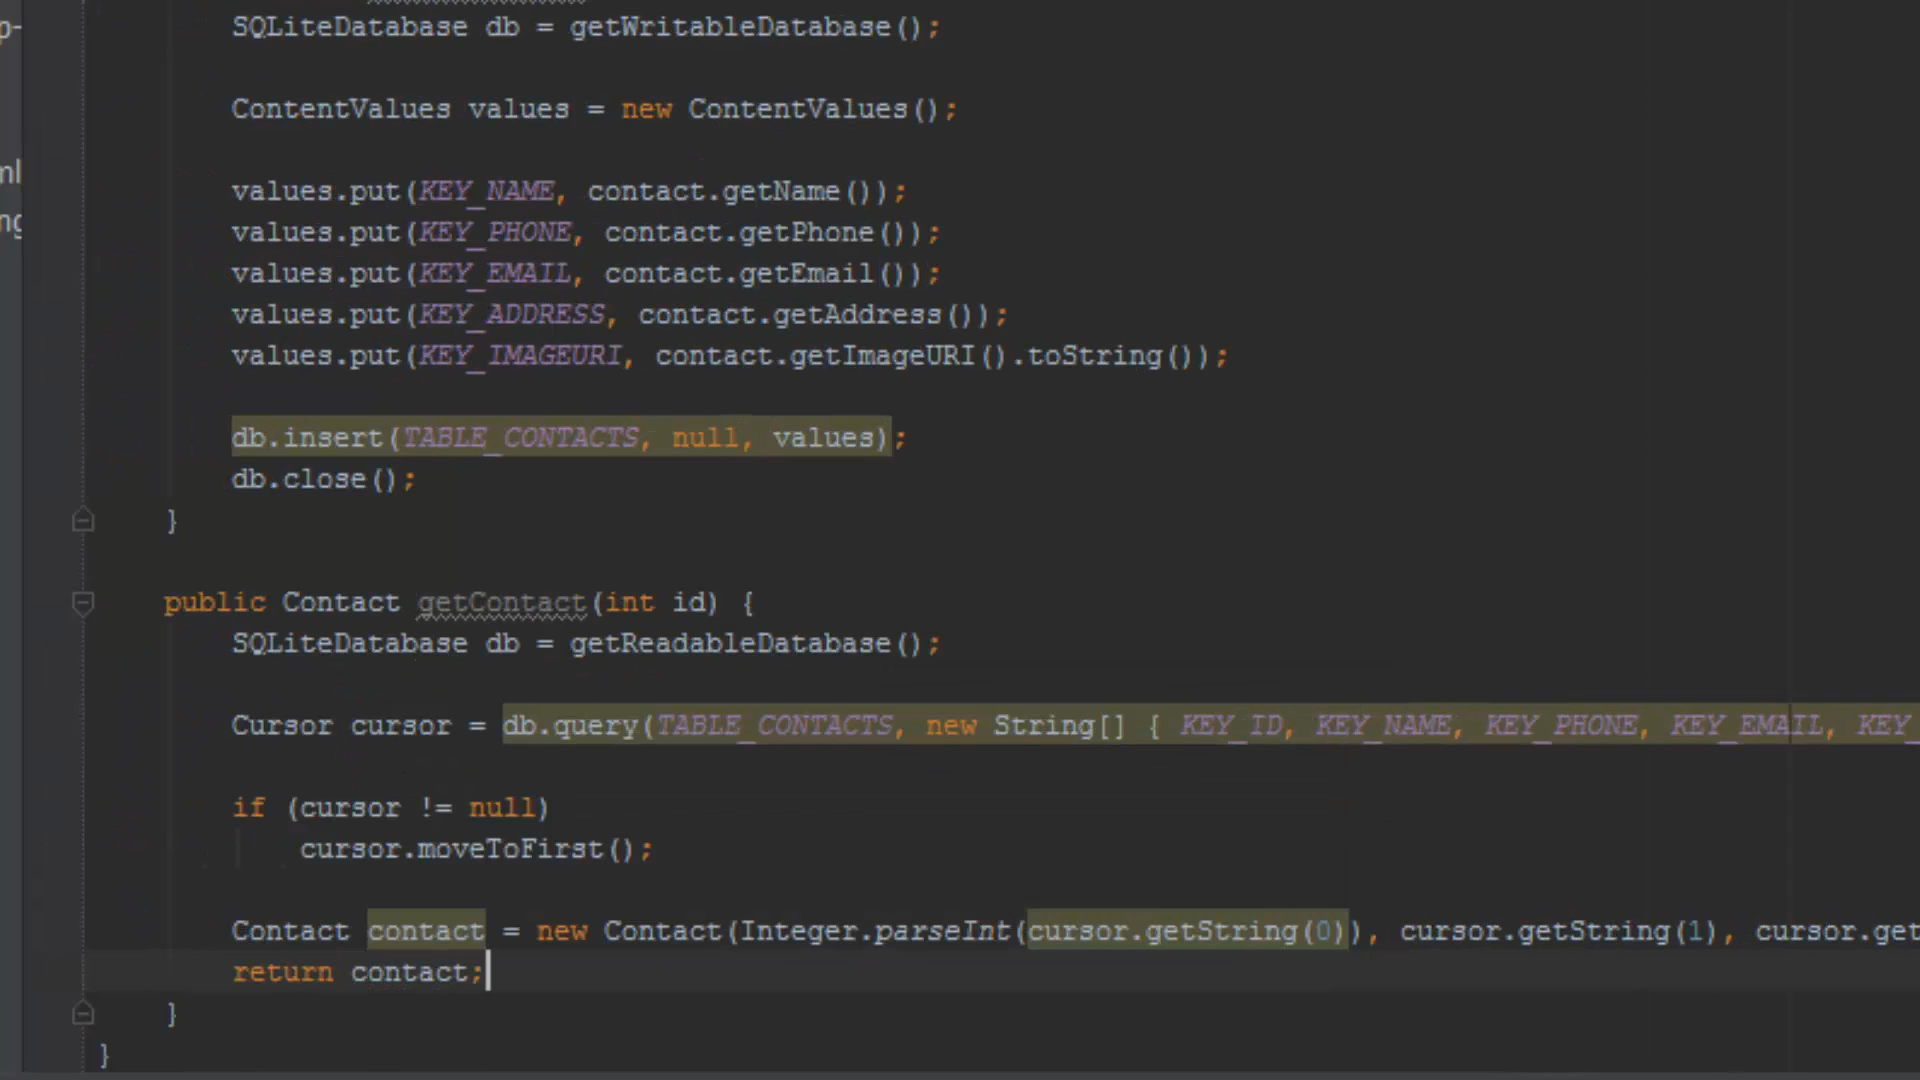 SQLiteDatabase db = getWritableDatabase();
ContentValues values = new ContentValues();
values.put(KEY_NAME, contact.getName());
values.put(KEY_PHONE, contact.getPhone());
values.put(KEY_EMAIL, contact.getEmail());
values.put(KEY_ADDRESS, contact.getAddress());
values.put(KEY_IMAGEURI, contact.getImageURI().toString());
db.insert(TABLE_CONTACTS, null, values);
db.close();
}
public Contact getContact(int id) {
SQLiteDatabase db = getReadableDatabase();
Cursor cursor = db.query(TABLE_CONTACTS, new String[] { KEY_ID, KEY_NAME, KEY_PHONE, KEY_EMAIL, KEY_
if (cursor != null)
cursor.moveToFirst();
Contact contact = new Contact(Integer.parseInt(cursor.getString(0)), cursor.getString(1), cursor.get
return contact;
}
}